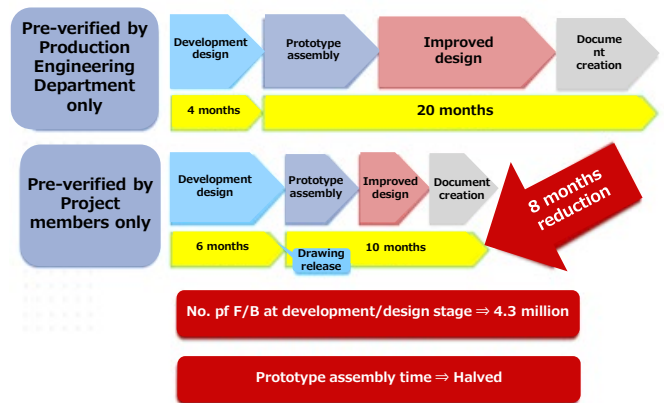 Pre-verified by
Production
Engineering
Department
only
Development
design
Prototype
assembly
Improved
design
Docume
nt
creation
4 months
20 months
Pre-verified by
Project
members only
Development
design
Prototype
assembly
Improved
design
Document
creation
8 months
reduction
6 months
Drawing
release
10 months
No. pf F/B at development/design stage ⇒ 4.3 million
Prototype assembly time ⇒ Halved